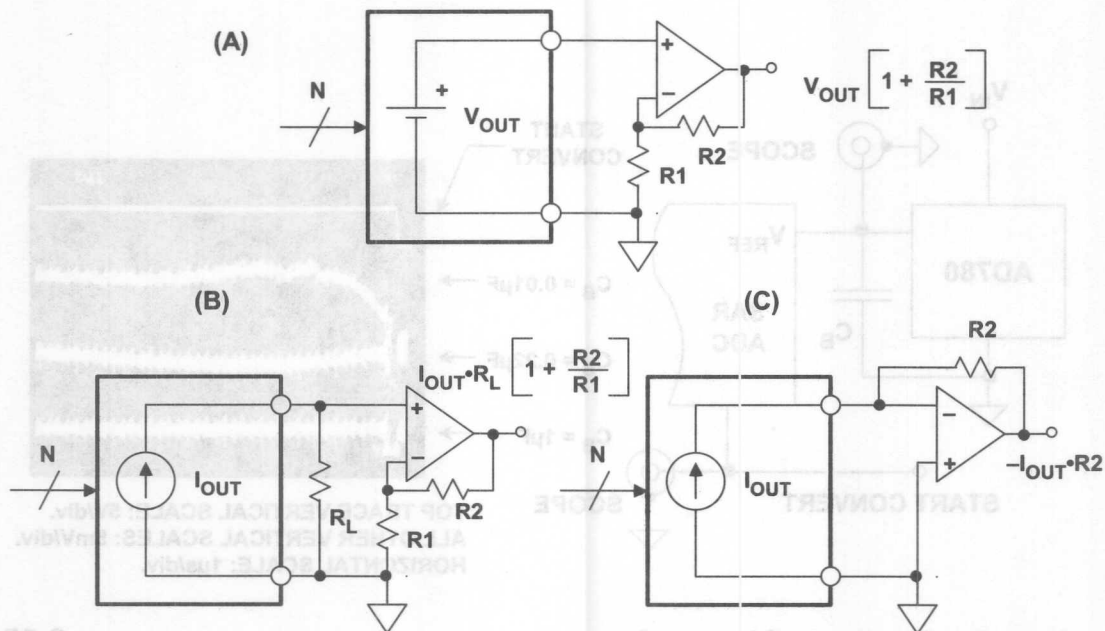 (A)
N
+
V_OUT
+
−
R2
R1
V_OUT [1 + R2/R1]
(B)
N
I_OUT
R_L
+
−
R2
R1
I_OUT•R_L [1 + R2/R1]
(C)
N
I_OUT
R2
−
+
−I_OUT•R2